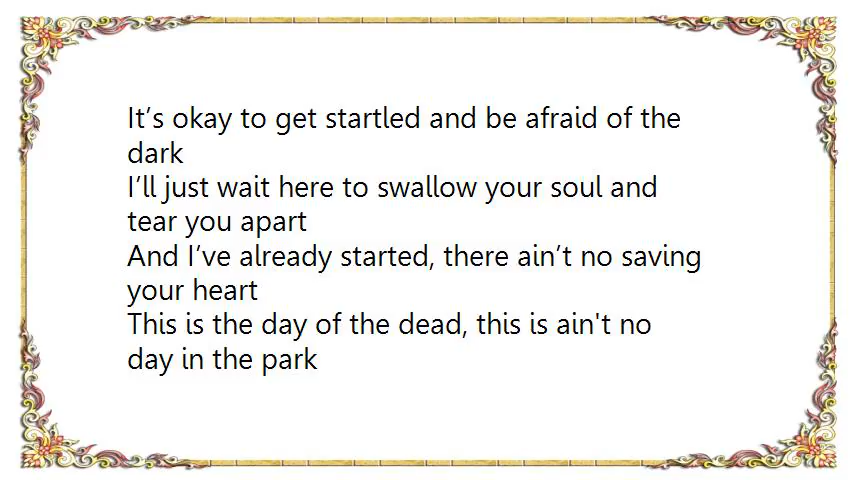 It’s okay to get startled and be afraid of the
dark
I’ll just wait here to swallow your soul and
tear you apart
And I’ve already started, there ain’t no saving
your heart
This is the day of the dead, this is ain't no
day in the park